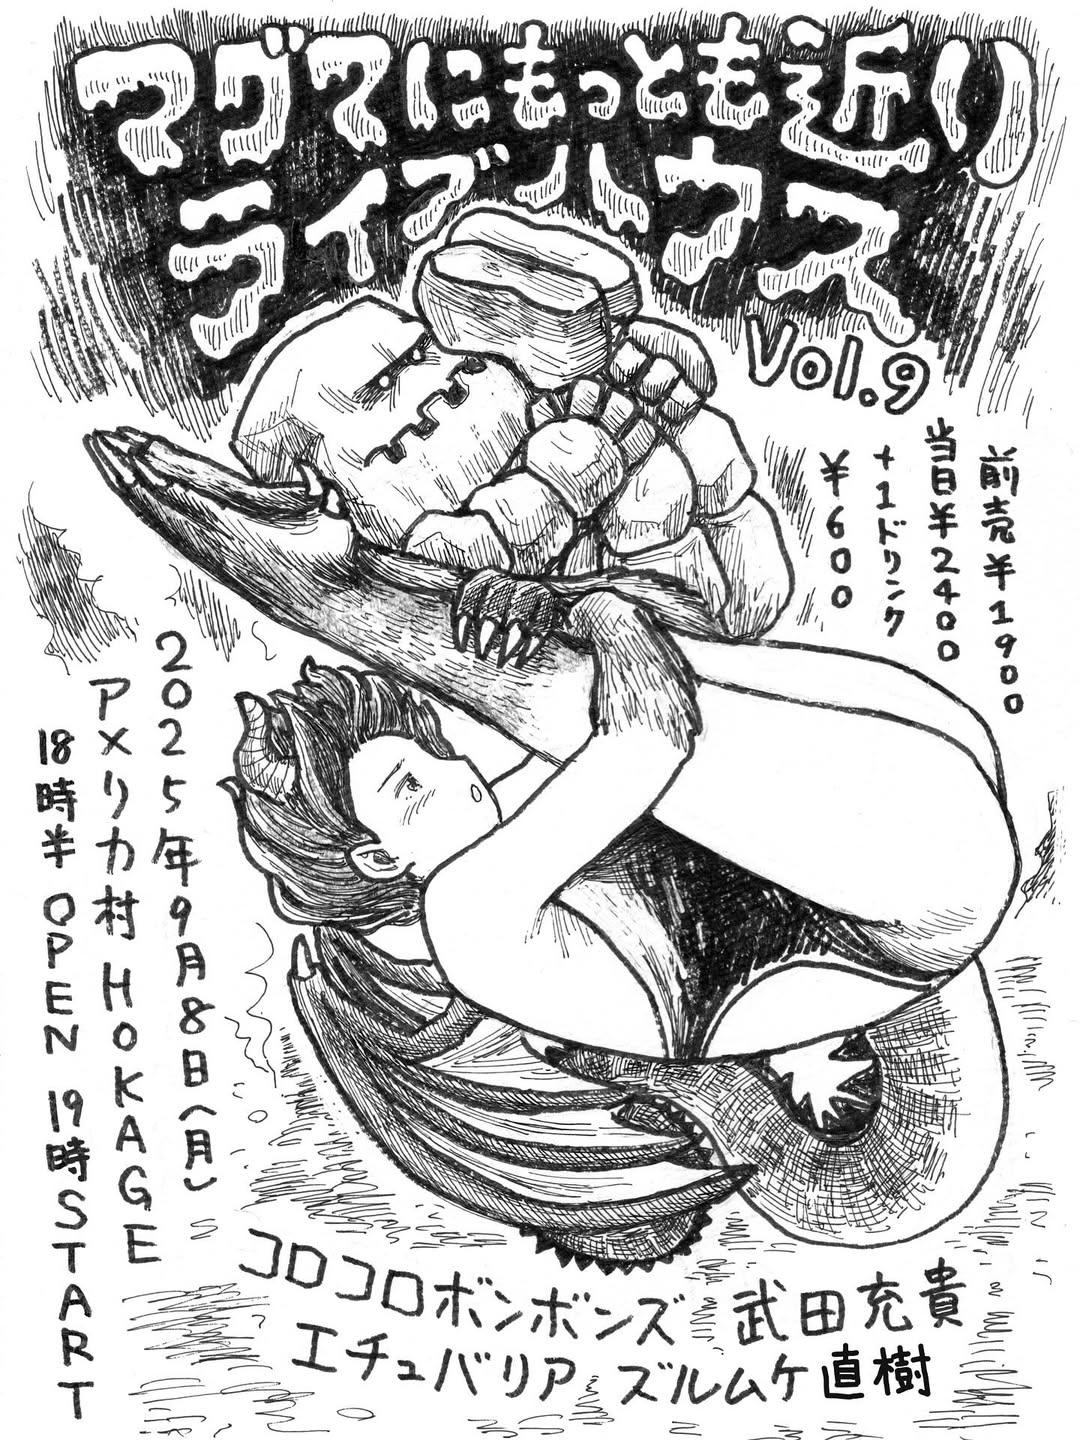 マグマにもっとも近い
ライブハウス
Vol.9
前売¥1900
当日¥2400
+1ドリンク
¥600
2025年9月8日(月)
アメリカ村HOKAGE
18時半 OPEN 19時START
コロコロボンボンズ 武田充貴
エチュバリア ズルムケ直樹